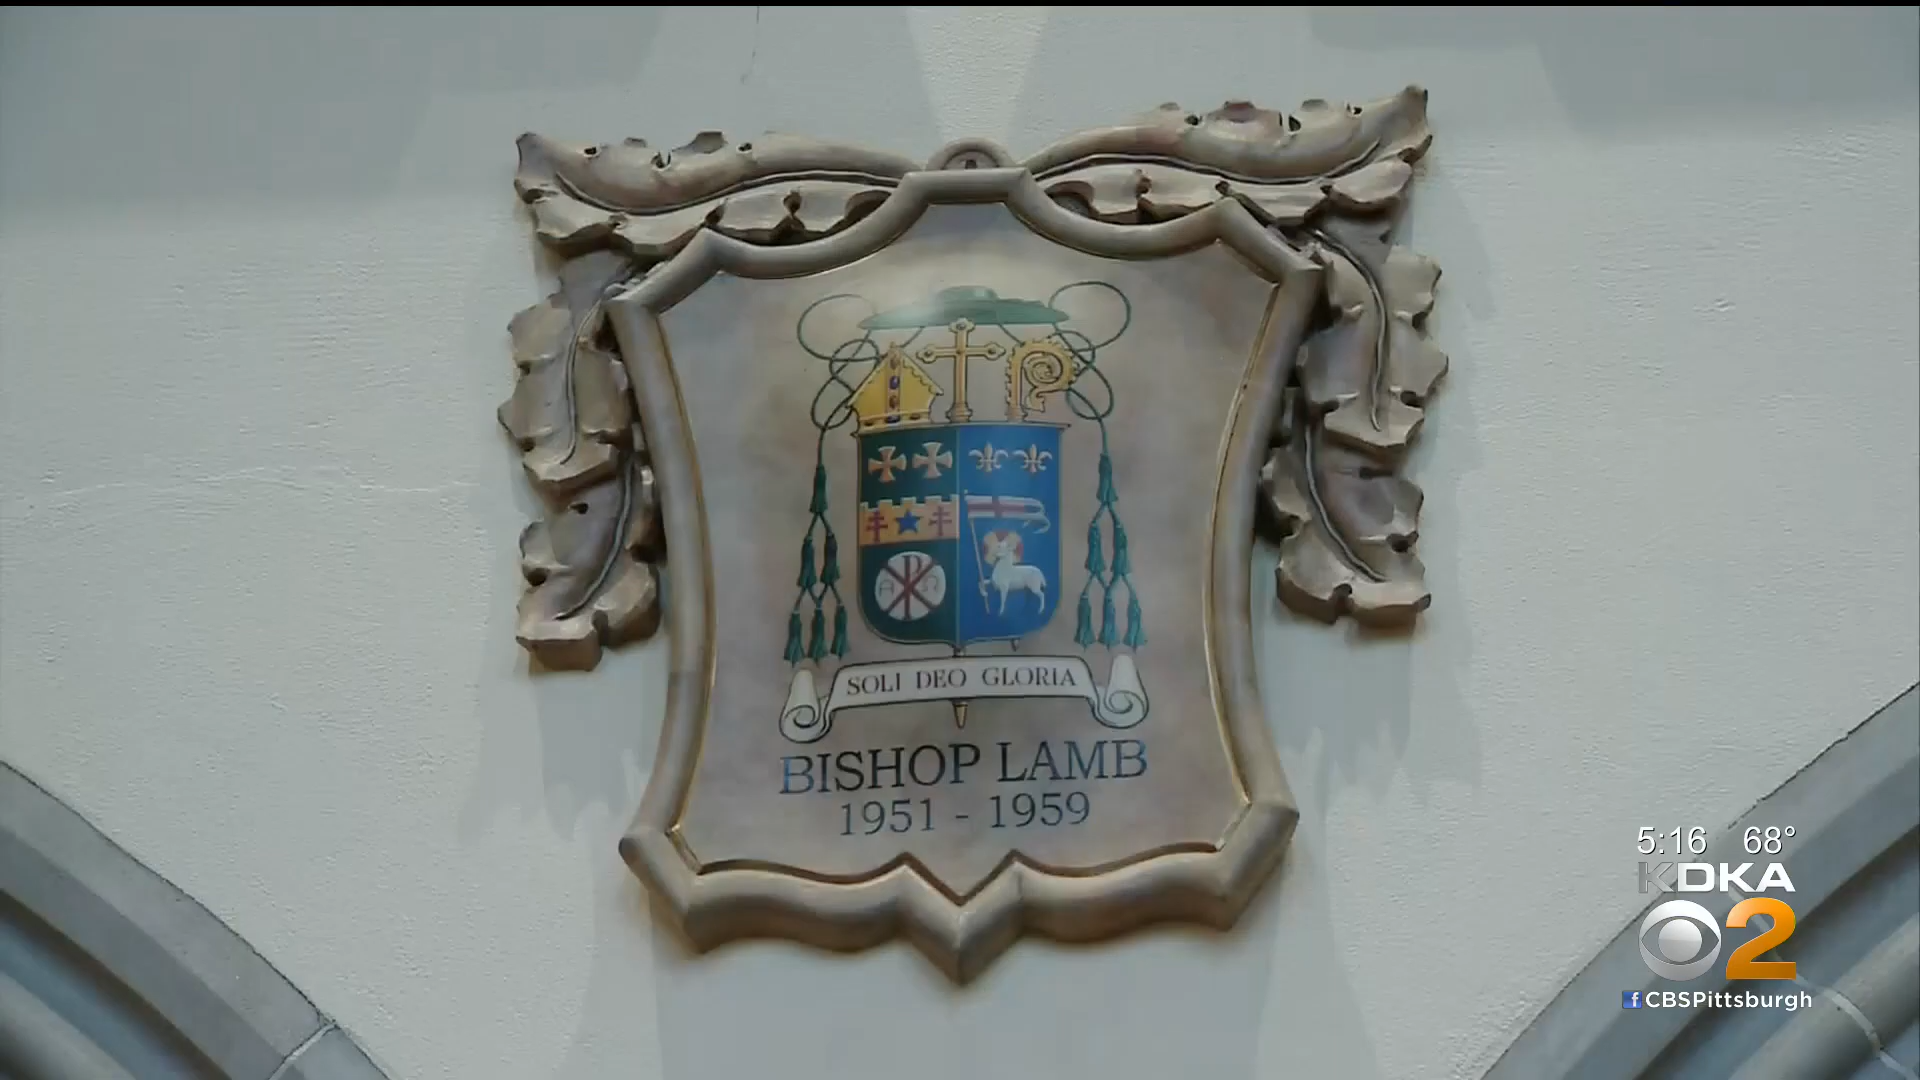 A Ω
SOLI DEO GLORIA
BISHOP LAMB
1951 - 1959
5:16 68°
KDKA
2
f CBSPittsburgh